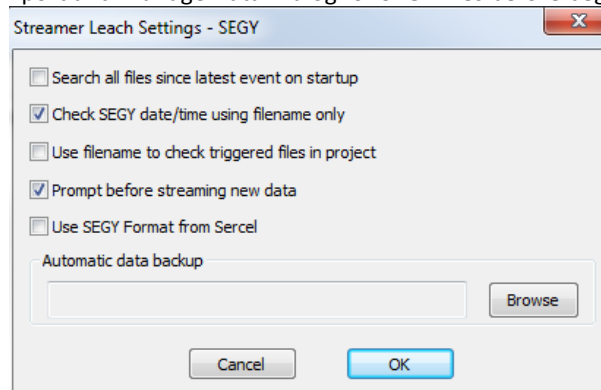 Streamer Leach Settings - SEGY
Search all files since latest event on startup
Check SEGY date/time using filename only
Use filename to check triggered files in project
Prompt before streaming new data
Use SEGY Format from Sercel
Automatic data backup
Browse
Cancel OK